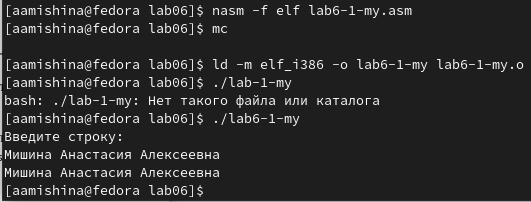 [aamishina@fedora lab06]$ nasm -f elf lab6-1-my.asm
[aamishina@fedora lab06]$ mc
[aamishina@fedora lab06]$ ld -m elf_i386 -o lab6-1-my lab6-1-my.o
[aamishina@fedora lab06]$ ./lab-1-my
bash: ./lab-1-my: Нет такого файла или каталога
[aamishina@fedora lab06]$ ./lab6-1-my
Введите строку:
Мишина Анастасия Алексеевна
Мишина Анастасия Алексеевна
[aamishina@fedora lab06]$